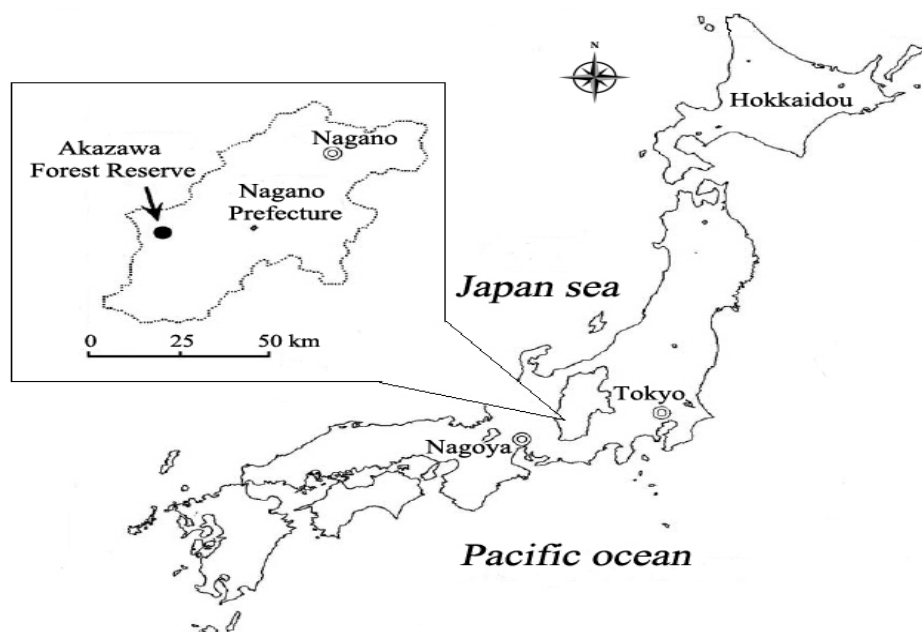 N
Hokkaidou
Nagano
Akazawa
Forest Reserve
Nagano
Prefecture
0 25 50 km
Japan sea
Tokyo
Nagoya
Pacific ocean